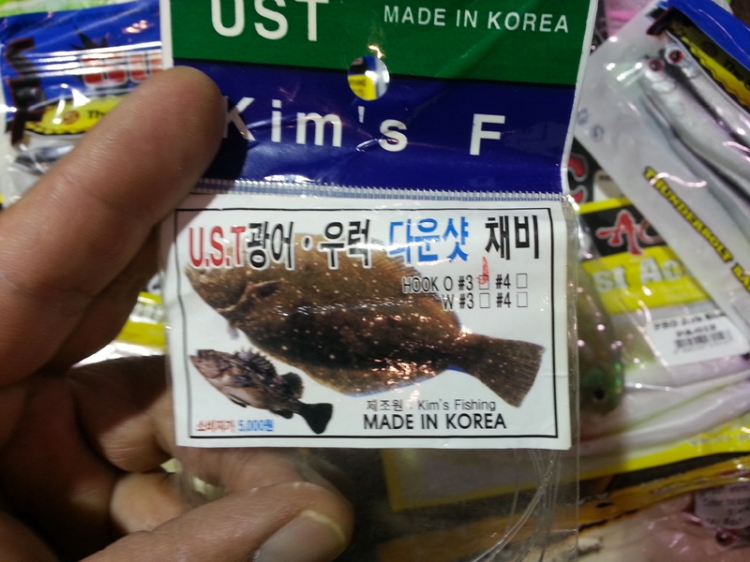 UST
MADE IN KOREA
Kim's F
U.S.T 광어·우럭 다운샷 채비
HOOK O #3 □ #4 □
W #3 □ #4 □
제조원 : Kim's Fishing
소비자가 5,000원
MADE IN KOREA
THUNDERBOLT